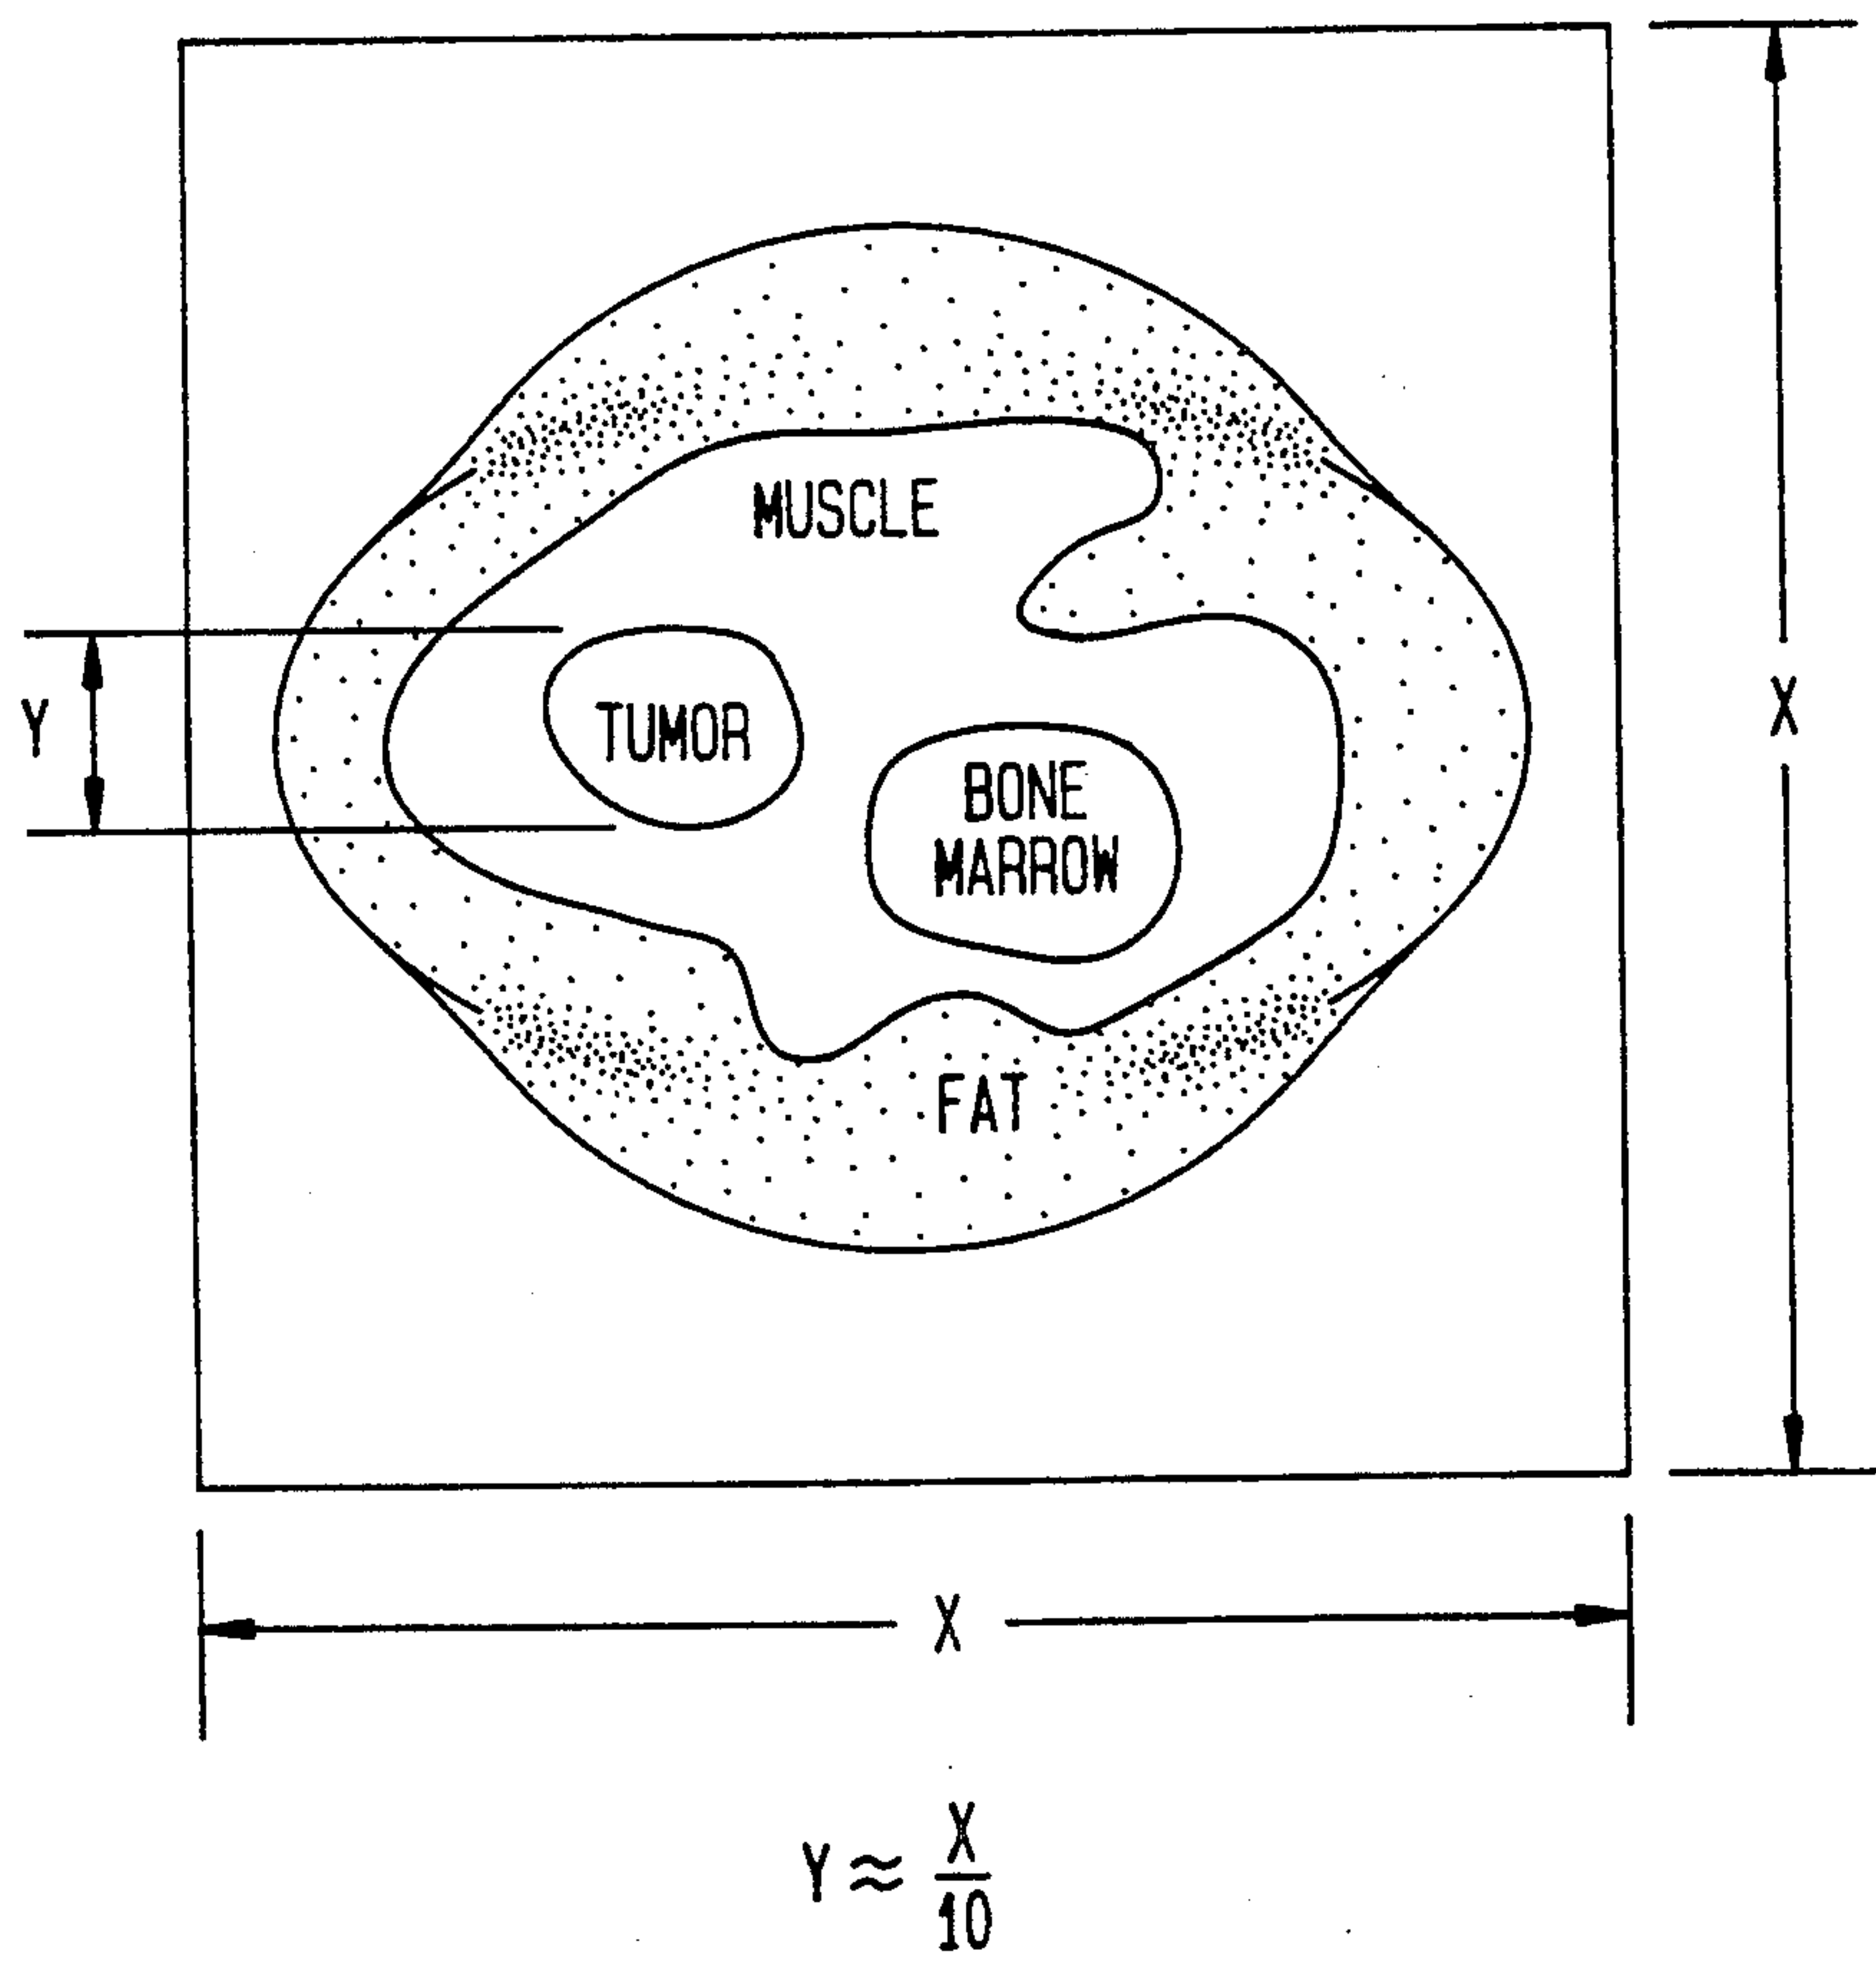 MUSCLE
Y
TUMOR
X
BONE
MARROW
FAT
X
Y ≈ X
10